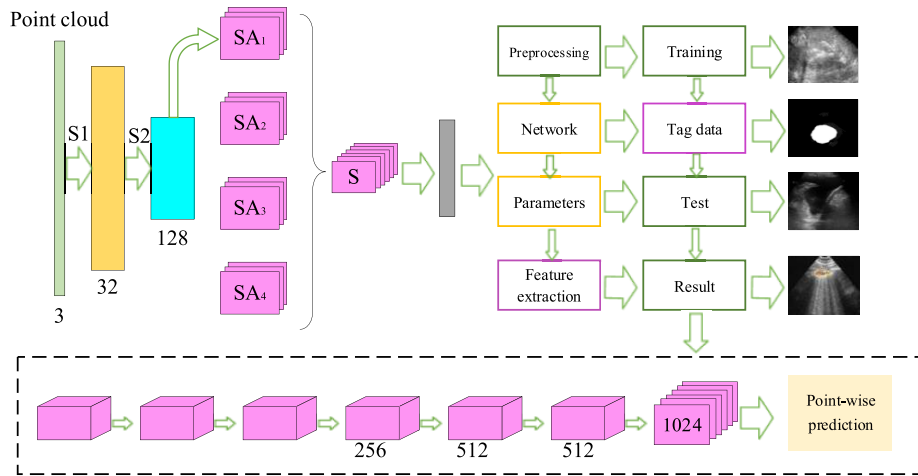 Point cloud
S1
S2
3
32
128
SA1
SA2
SA3
SA4
S
Preprocessing
Training
Network
Tag data
Parameters
Test
Feature
extraction
Result
256
512
512
1024
Point-wise
prediction